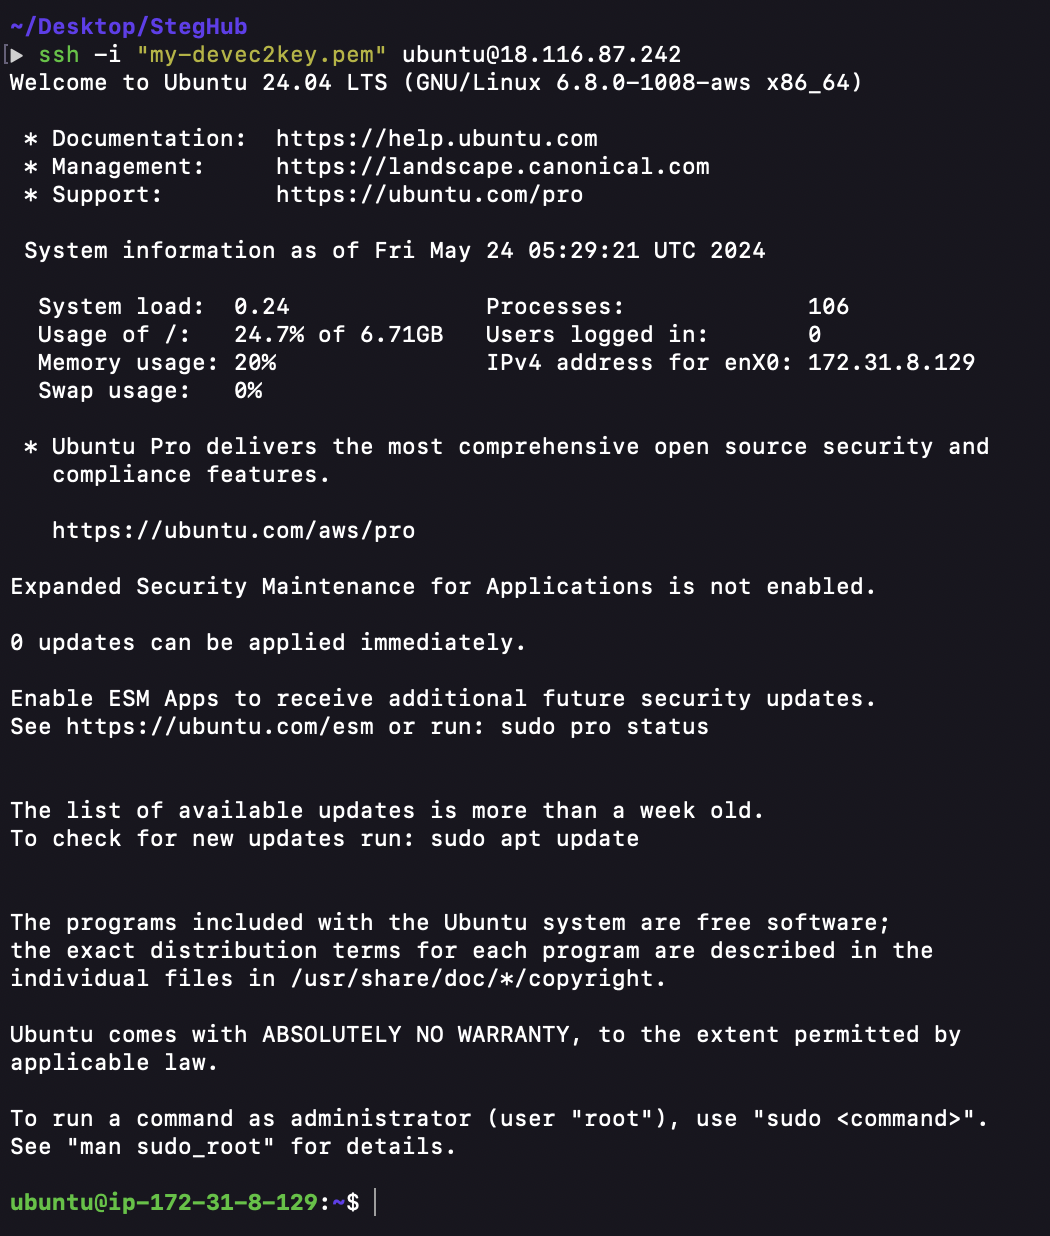 ~/Desktop/StegHub
[▶ ssh -i "my-devec2key.pem" ubuntu@18.116.87.242
Welcome to Ubuntu 24.04 LTS (GNU/Linux 6.8.0-1008-aws x86_64)
* Documentation:  https://help.ubuntu.com
* Management:     https://landscape.canonical.com
* Support:        https://ubuntu.com/pro
System information as of Fri May 24 05:29:21 UTC 2024
System load:  0.24              Processes:             106
Usage of /:   24.7% of 6.71GB   Users logged in:       0
Memory usage: 20%               IPv4 address for enX0: 172.31.8.129
Swap usage:   0%
* Ubuntu Pro delivers the most comprehensive open source security and
compliance features.
https://ubuntu.com/aws/pro
Expanded Security Maintenance for Applications is not enabled.
0 updates can be applied immediately.
Enable ESM Apps to receive additional future security updates.
See https://ubuntu.com/esm or run: sudo pro status
The list of available updates is more than a week old.
To check for new updates run: sudo apt update
The programs included with the Ubuntu system are free software;
the exact distribution terms for each program are described in the
individual files in /usr/share/doc/*/copyright.
Ubuntu comes with ABSOLUTELY NO WARRANTY, to the extent permitted by
applicable law.
To run a command as administrator (user "root"), use "sudo <command>".
See "man sudo_root" for details.
ubuntu@ip-172-31-8-129:~$